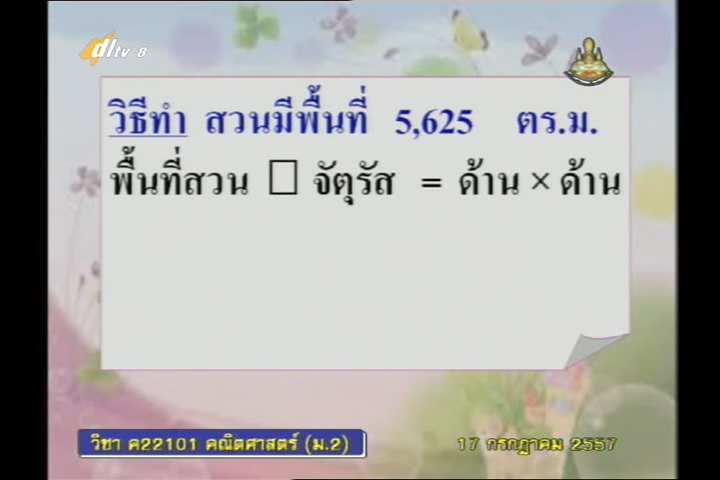 dltv 8
วิธีทำ สวนมีพื้นที่ 5,625 ตร.ม.
พื้นที่สวน □ จัตุรัส = ด้าน × ด้าน
วิชา ค22101 คณิตศาสตร์ (ม.2)
17 กรกฎาคม 2557